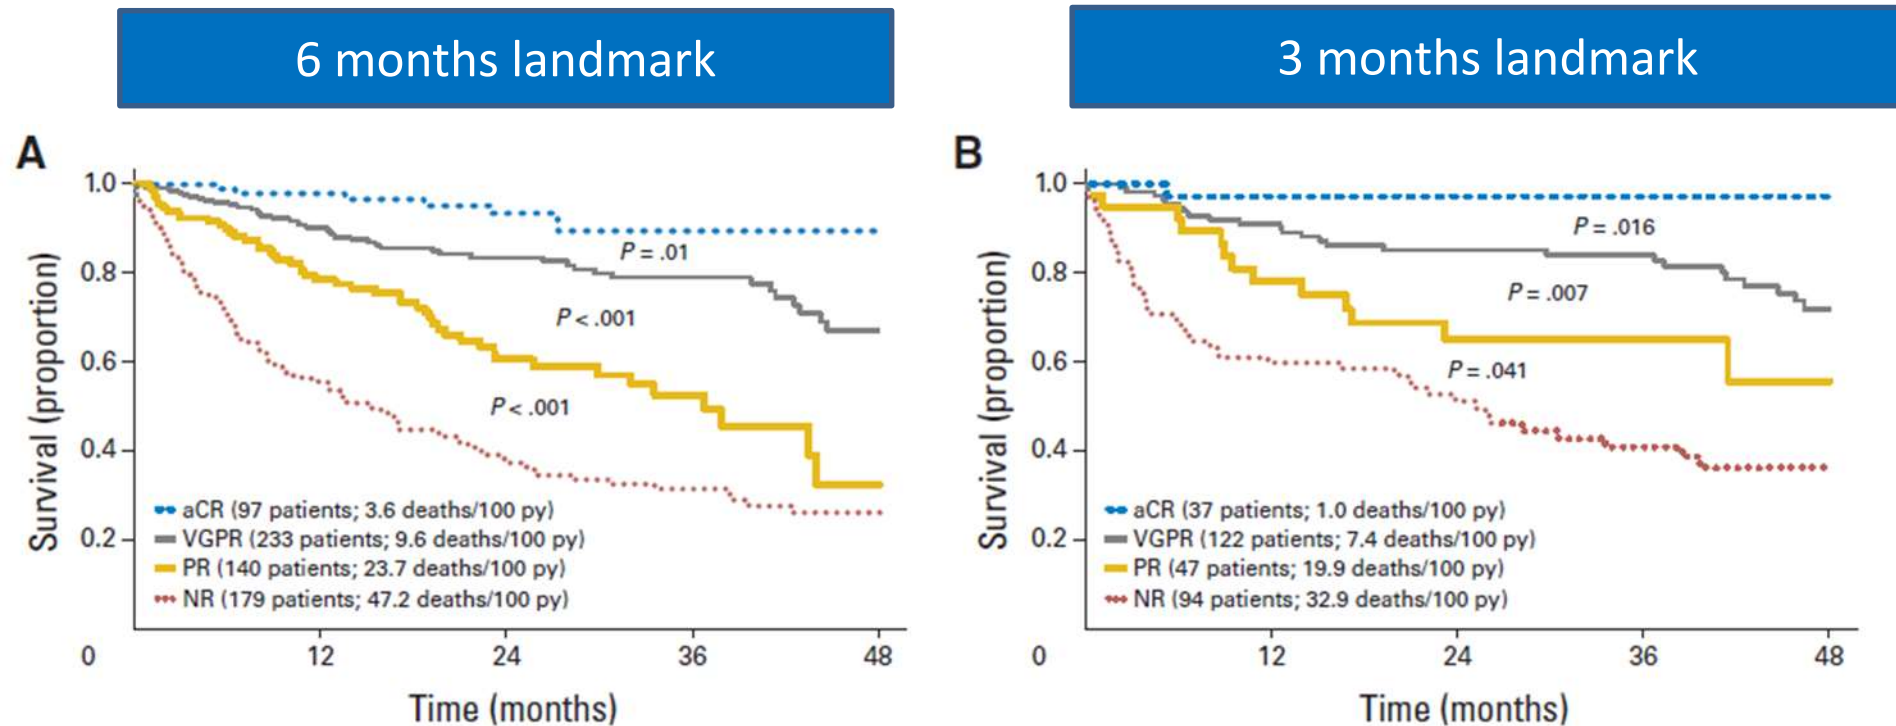 6 months landmark
3 months landmark
A
1.0
0.8
0.6
0.4
0.2
0
12
24
36
48
Survival (proportion)
Time (months)
P = .01
P < .001
P < .001
aCR (97 patients; 3.6 deaths/100 py)
VGPR (233 patients; 9.6 deaths/100 py)
PR (140 patients; 23.7 deaths/100 py)
NR (179 patients; 47.2 deaths/100 py)
B
1.0
0.8
0.6
0.4
0.2
0
12
24
36
48
Survival (proportion)
Time (months)
P = .016
P = .007
P = .041
aCR (37 patients; 1.0 deaths/100 py)
VGPR (122 patients; 7.4 deaths/100 py)
PR (47 patients; 19.9 deaths/100 py)
NR (94 patients; 32.9 deaths/100 py)